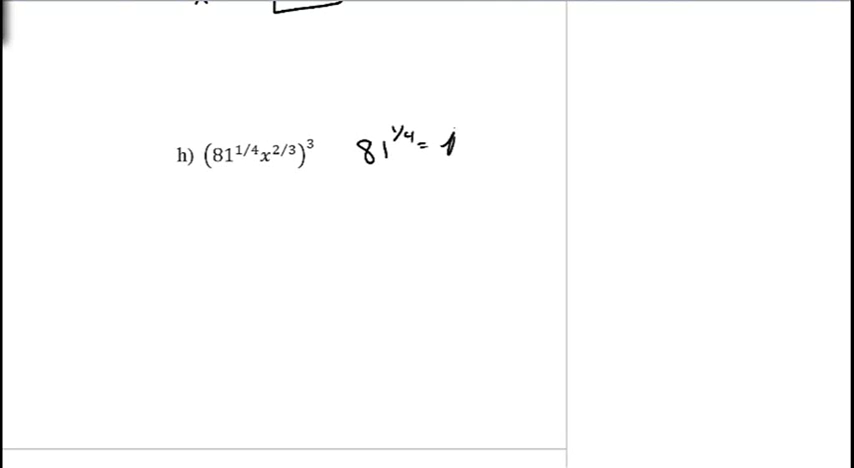 h) (81^{1/4}x^{2/3})^3 81^{1/4} =